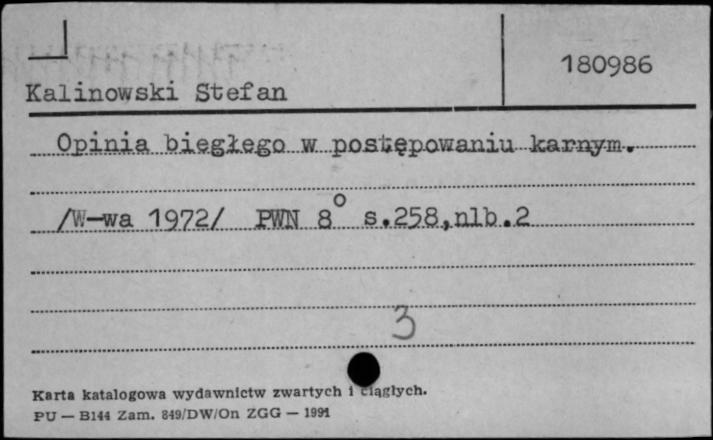 180986
Kalinowski Stefan
Opinia biegłego w postępowaniu karnym.
/W-wa 1972/ PWN 8° s.258,nlb.2
3
Karta katalogowa wydawnictw zwartych i ciągłych.
PU — B144 Zam. 849/DW/On ZGG — 1991